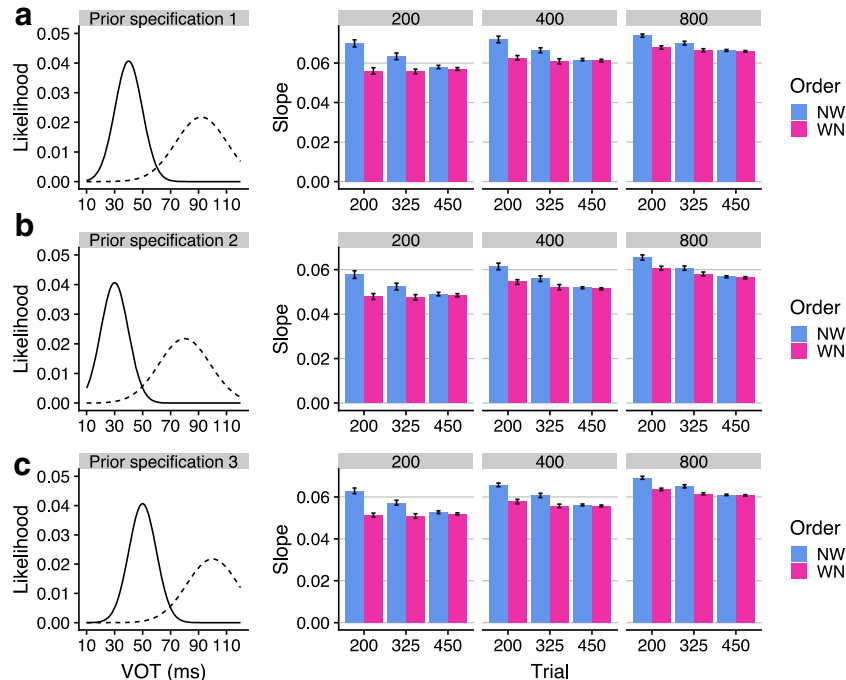 a
Prior specification 1
200
400
800
0.05
0.04
0.03
0.02
0.01
0.00
Likelihood
10 30 50 70 90 110
0.06
0.04
0.02
0.00
Slope
200 325 450
200 325 450
200 325 450
Order
NW
WN
b
Prior specification 2
200
400
800
0.05
0.04
0.03
0.02
0.01
0.00
Likelihood
10 30 50 70 90 110
0.06
0.04
0.02
0.00
Slope
200 325 450
200 325 450
200 325 450
Order
NW
WN
c
Prior specification 3
200
400
800
0.05
0.04
0.03
0.02
0.01
0.00
Likelihood
10 30 50 70 90 110
VOT (ms)
0.06
0.04
0.02
0.00
Slope
200 325 450
200 325 450
200 325 450
Trial
Order
NW
WN